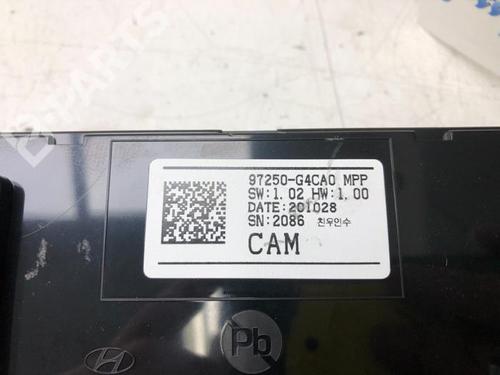 97250-G4CA0 MPP
SW:1.02 HW:1.00
DATE:201028
SN:2086 친우인수
CAM
Pb
B-PARTS